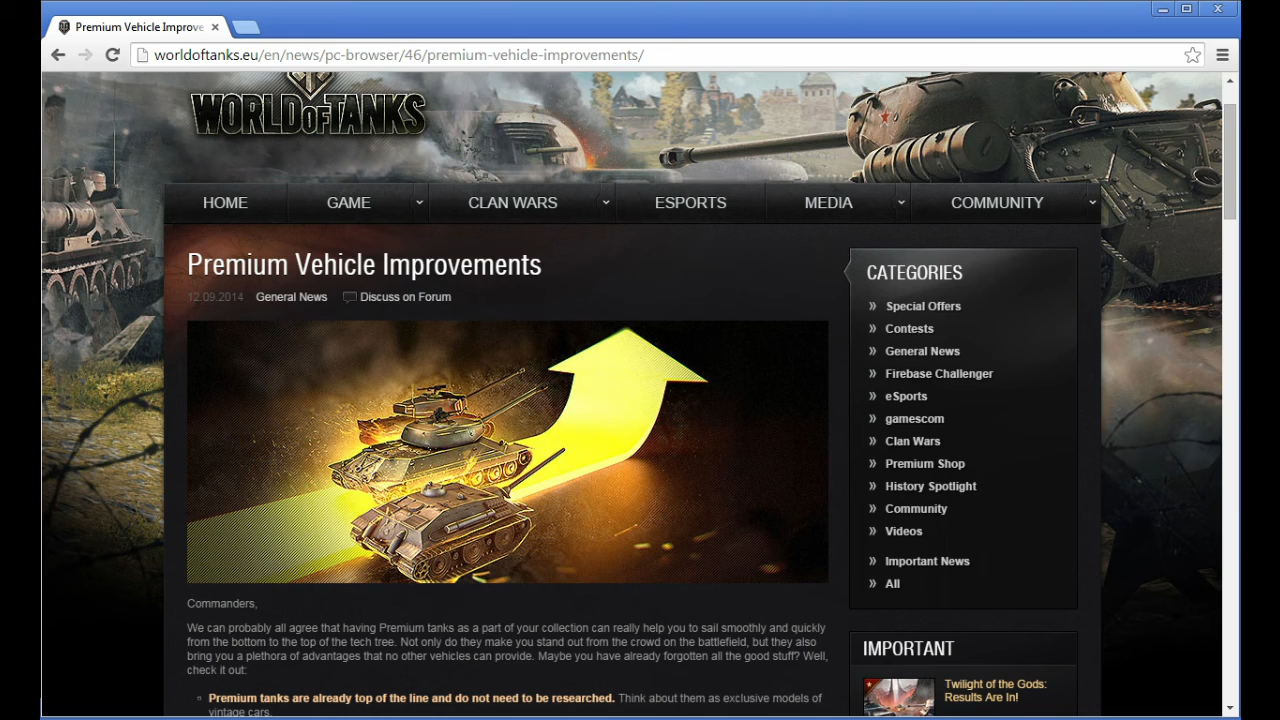 Premium Vehicle Improve
worldoftanks.eu/en/news/pc-browser/46/premium-vehicle-improvements/
WORLD OF TANKS
HOME
GAME
CLAN WARS
ESPORTS
MEDIA
COMMUNITY
Premium Vehicle Improvements
12.09.2014 General News Discuss on Forum
Commanders,
We can probably all agree that having Premium tanks as a part of your collection can really help you to sail smoothly and quickly
from the bottom to the top of the tech tree. Not only do they make you stand out from the crowd on the battlefield, but they also
bring you a plethora of advantages that no other vehicles can provide. Maybe you have already forgotten all the good stuff? Well,
check it out:
Premium tanks are already top of the line and do not need to be researched. Think about them as exclusive models of
vintage cars.
CATEGORIES
Special Offers
Contests
General News
Firebase Challenger
eSports
gamescom
Clan Wars
Premium Shop
History Spotlight
Community
Videos
Important News
All
IMPORTANT
Twilight of the Gods:
Results Are In!